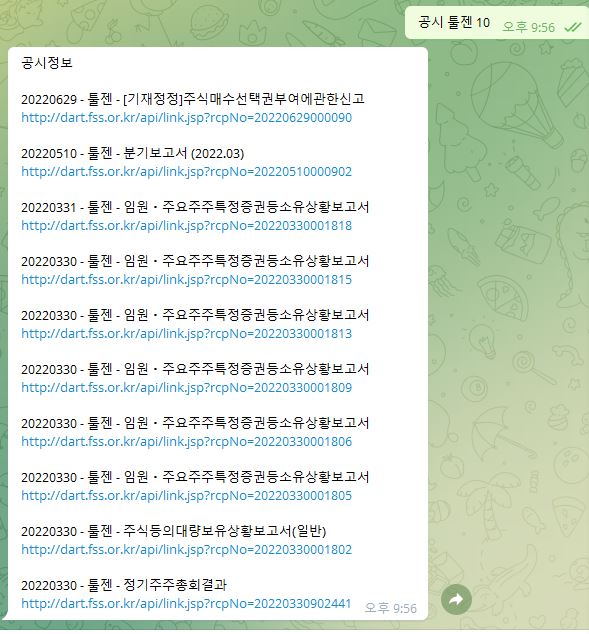 공시 툴젠 10 오후 9:56
공시정보
20220629 - 툴젠 - [기재정정]주식매수선택권부여에관한신고
http://dart.fss.or.kr/api/link.jsp?rcpNo=20220629000090
20220510 - 툴젠 - 분기보고서 (2022.03)
http://dart.fss.or.kr/api/link.jsp?rcpNo=20220510000902
20220331 - 툴젠 - 임원ㆍ주요주주특정증권등소유상황보고서
http://dart.fss.or.kr/api/link.jsp?rcpNo=20220330001818
20220330 - 툴젠 - 임원ㆍ주요주주특정증권등소유상황보고서
http://dart.fss.or.kr/api/link.jsp?rcpNo=20220330001815
20220330 - 툴젠 - 임원ㆍ주요주주특정증권등소유상황보고서
http://dart.fss.or.kr/api/link.jsp?rcpNo=20220330001813
20220330 - 툴젠 - 임원ㆍ주요주주특정증권등소유상황보고서
http://dart.fss.or.kr/api/link.jsp?rcpNo=20220330001809
20220330 - 툴젠 - 임원ㆍ주요주주특정증권등소유상황보고서
http://dart.fss.or.kr/api/link.jsp?rcpNo=20220330001806
20220330 - 툴젠 - 임원ㆍ주요주주특정증권등소유상황보고서
http://dart.fss.or.kr/api/link.jsp?rcpNo=20220330001805
20220330 - 툴젠 - 주식등의대량보유상황보고서(일반)
http://dart.fss.or.kr/api/link.jsp?rcpNo=20220330001802
20220330 - 툴젠 - 정기주주총회결과
http://dart.fss.or.kr/api/link.jsp?rcpNo=20220330902441 오후 9:56